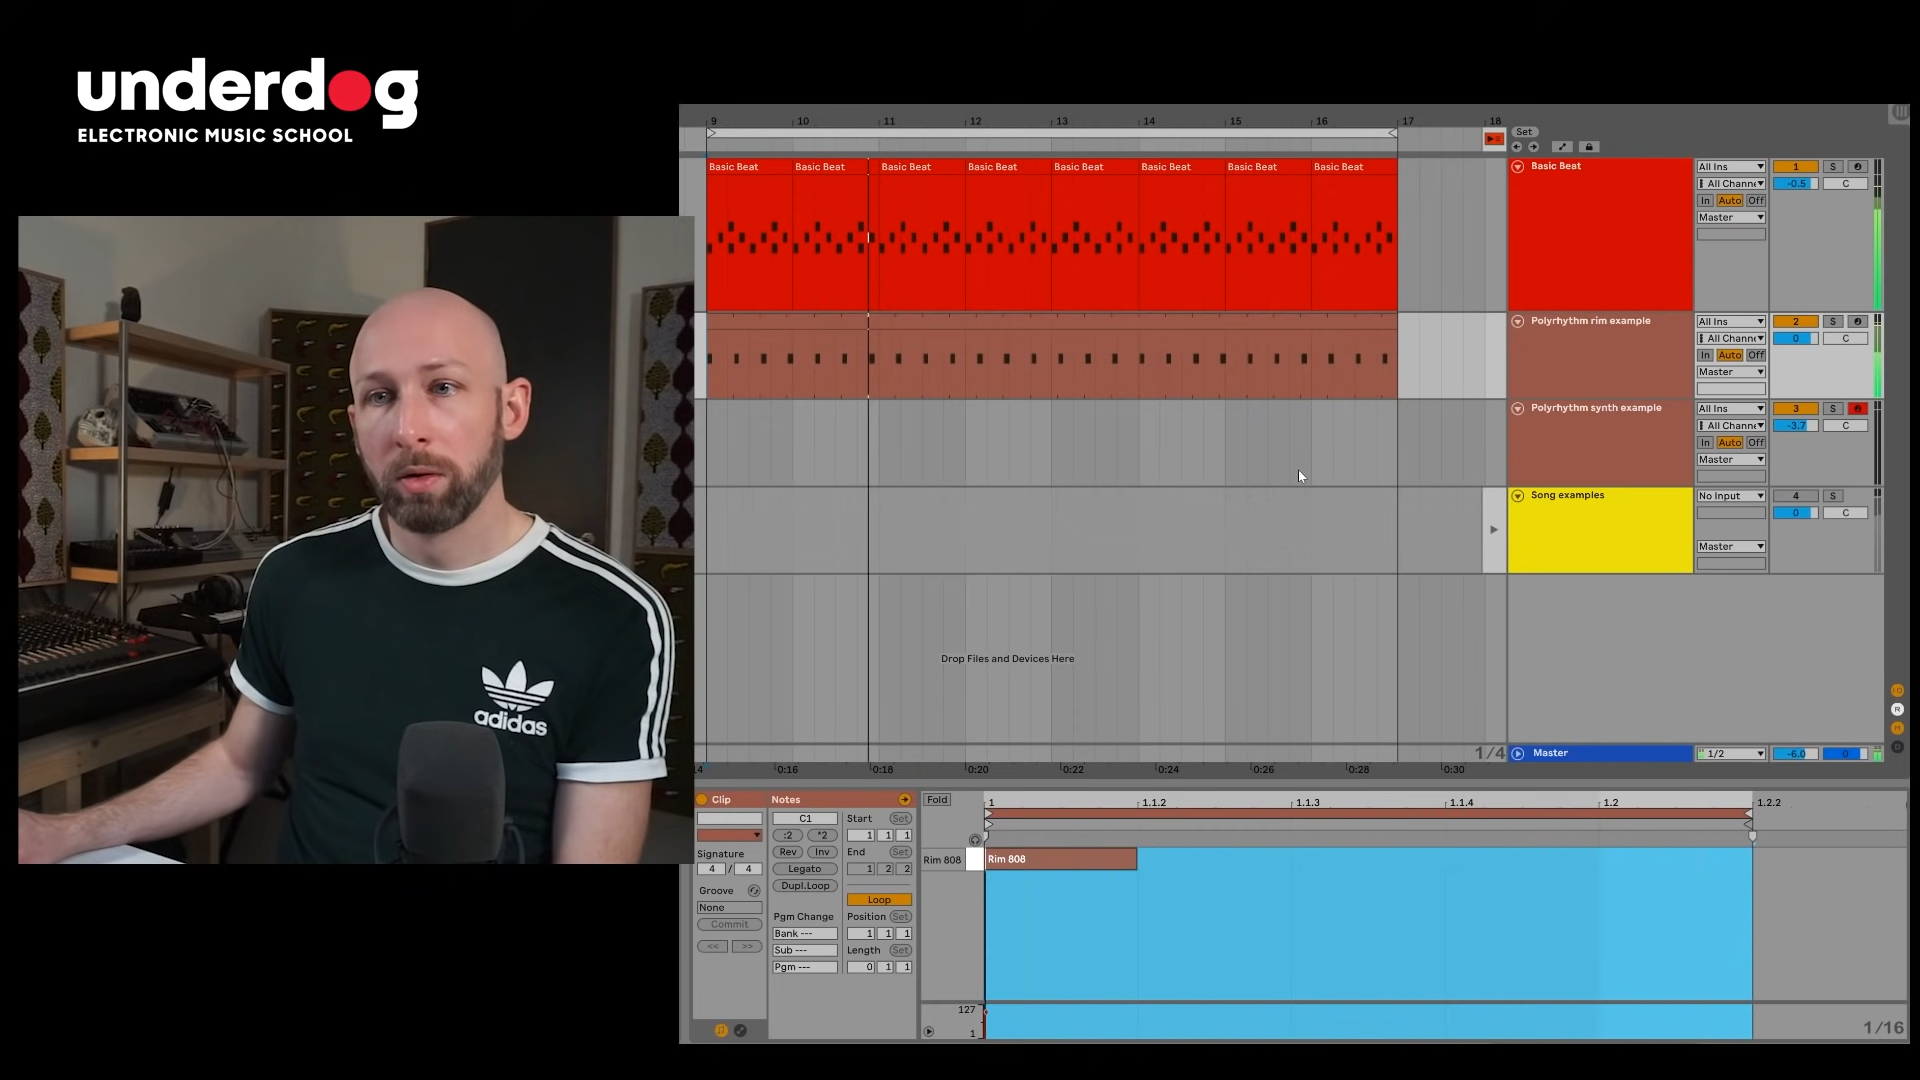 underdog
ELECTRONIC MUSIC SCHOOL
adidas
9 10 11 12 13 14 15 16 17 18
Set
Basic Beat Basic Beat Basic Beat Basic Beat Basic Beat Basic Beat Basic Beat Basic Beat
Basic Beat
All Ins 1 S
All Channe -0.5 C
In Auto Off
Master
Polyrhythm rim example
All Ins 2 S
All Channe 0 C
In Auto Off
Master
Polyrhythm synth example
All Ins 3 S
All Channe -3.7 C
In Auto Off
Master
Song examples
No Input 4 S
0 C
Master
Drop Files and Devices Here
1/4
Master
1/2 -6.0 0
14 0:16 0:18 0:20 0:22 0:24 0:26 0:28 0:30
Clip
Signature
4 / 4
Groove
None
Commit
<< >>
Notes
C1
:2 *2
Rev Inv
Legato
Dupl.Loop
Pgm Change
Bank ---
Sub ---
Pgm ---
Start Set
1 1 1
End Set
1 2 2
Loop
Position Set
1 1 1
Length Set
0 1 1
Fold
1 1.1.2 1.1.3 1.1.4 1.2 1.2.2
Rim 808 Rim 808
127
1
1/16